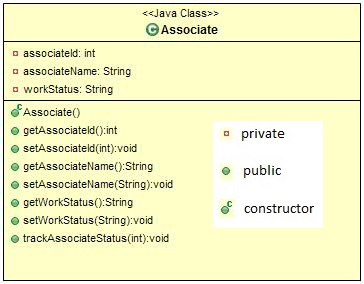 <<Java Class>>
Associate
associateId: int
associateName: String
workStatus: String
Associate()
getAssociateId():int
setAssociateId(int):void
getAssociateName():String
setAssociateName(String):void
getWorkStatus():String
setWorkStatus(String):void
trackAssociateStatus(int):void
private
public
constructor